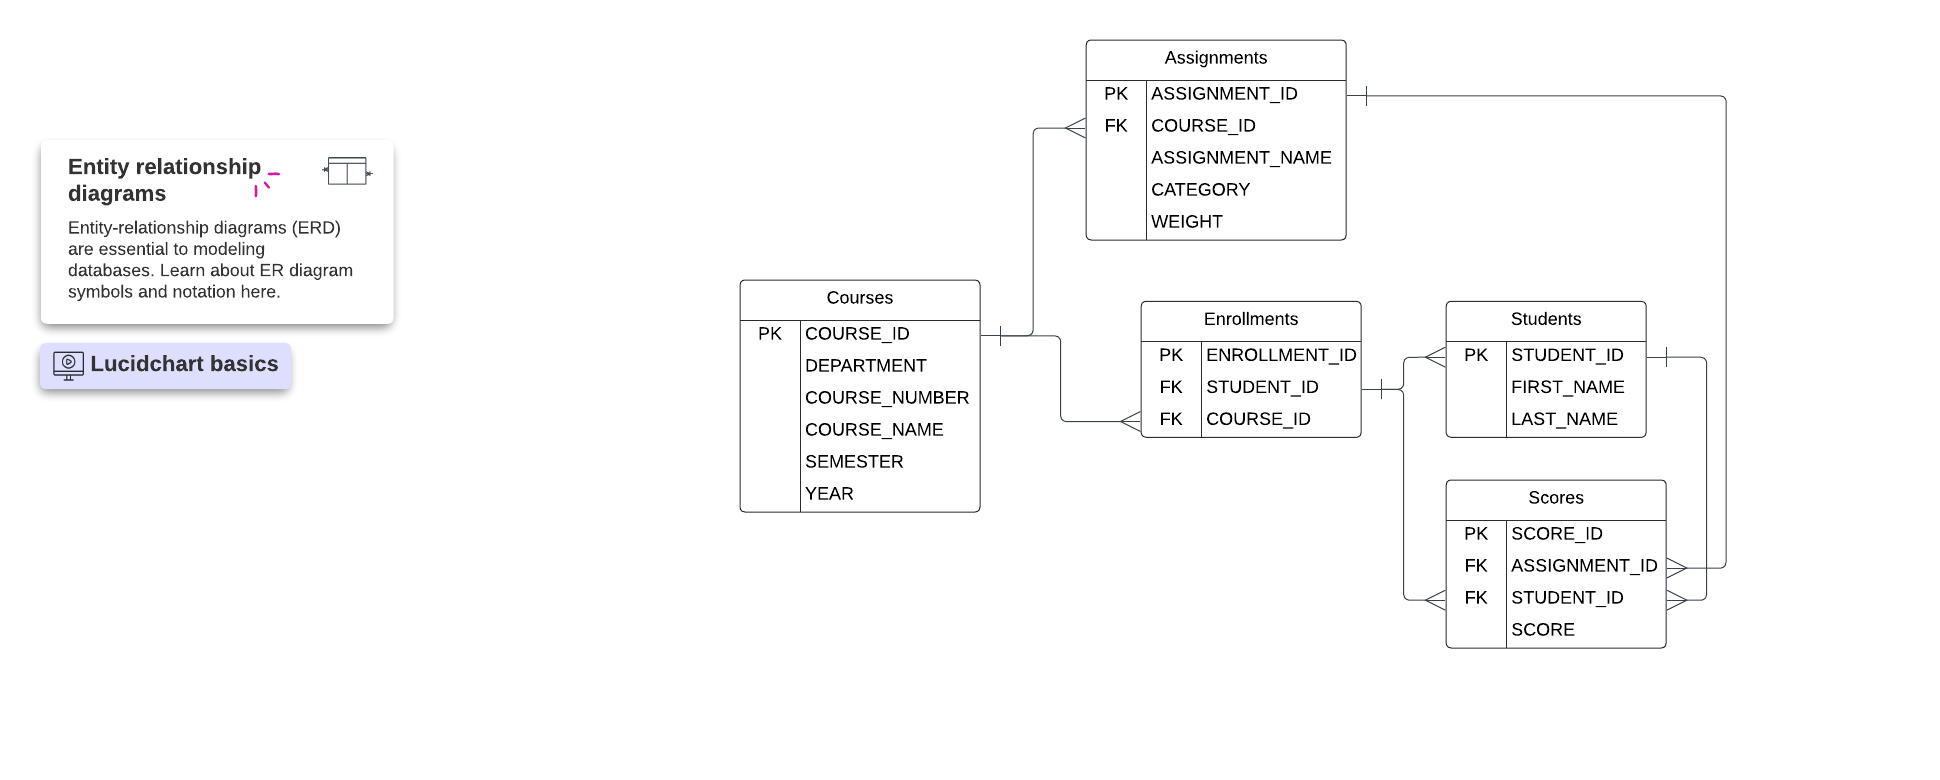 Entity relationship
diagrams
Entity-relationship diagrams (ERD)
are essential to modeling
databases. Learn about ER diagram
symbols and notation here.
Lucidchart basics
Courses
PK COURSE_ID
DEPARTMENT
COURSE_NUMBER
COURSE_NAME
SEMESTER
YEAR
Assignments
PK ASSIGNMENT_ID
FK COURSE_ID
ASSIGNMENT_NAME
CATEGORY
WEIGHT
Enrollments
PK ENROLLMENT_ID
FK STUDENT_ID
FK COURSE_ID
Students
PK STUDENT_ID
FIRST_NAME
LAST_NAME
Scores
PK SCORE_ID
FK ASSIGNMENT_ID
FK STUDENT_ID
SCORE